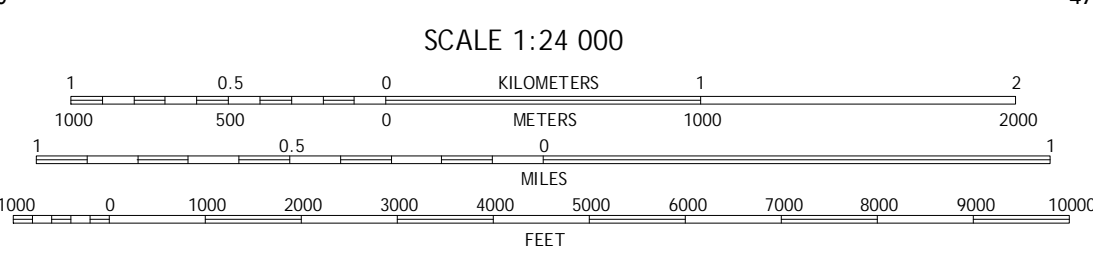 SCALE 1:24 000
1 0.5 0 KILOMETERS 1 2
1000 500 0 METERS 1000 2000
1 0.5 0 1
MILES
1000 0 1000 2000 3000 4000 5000 6000 7000 8000 9000 10000
FEET